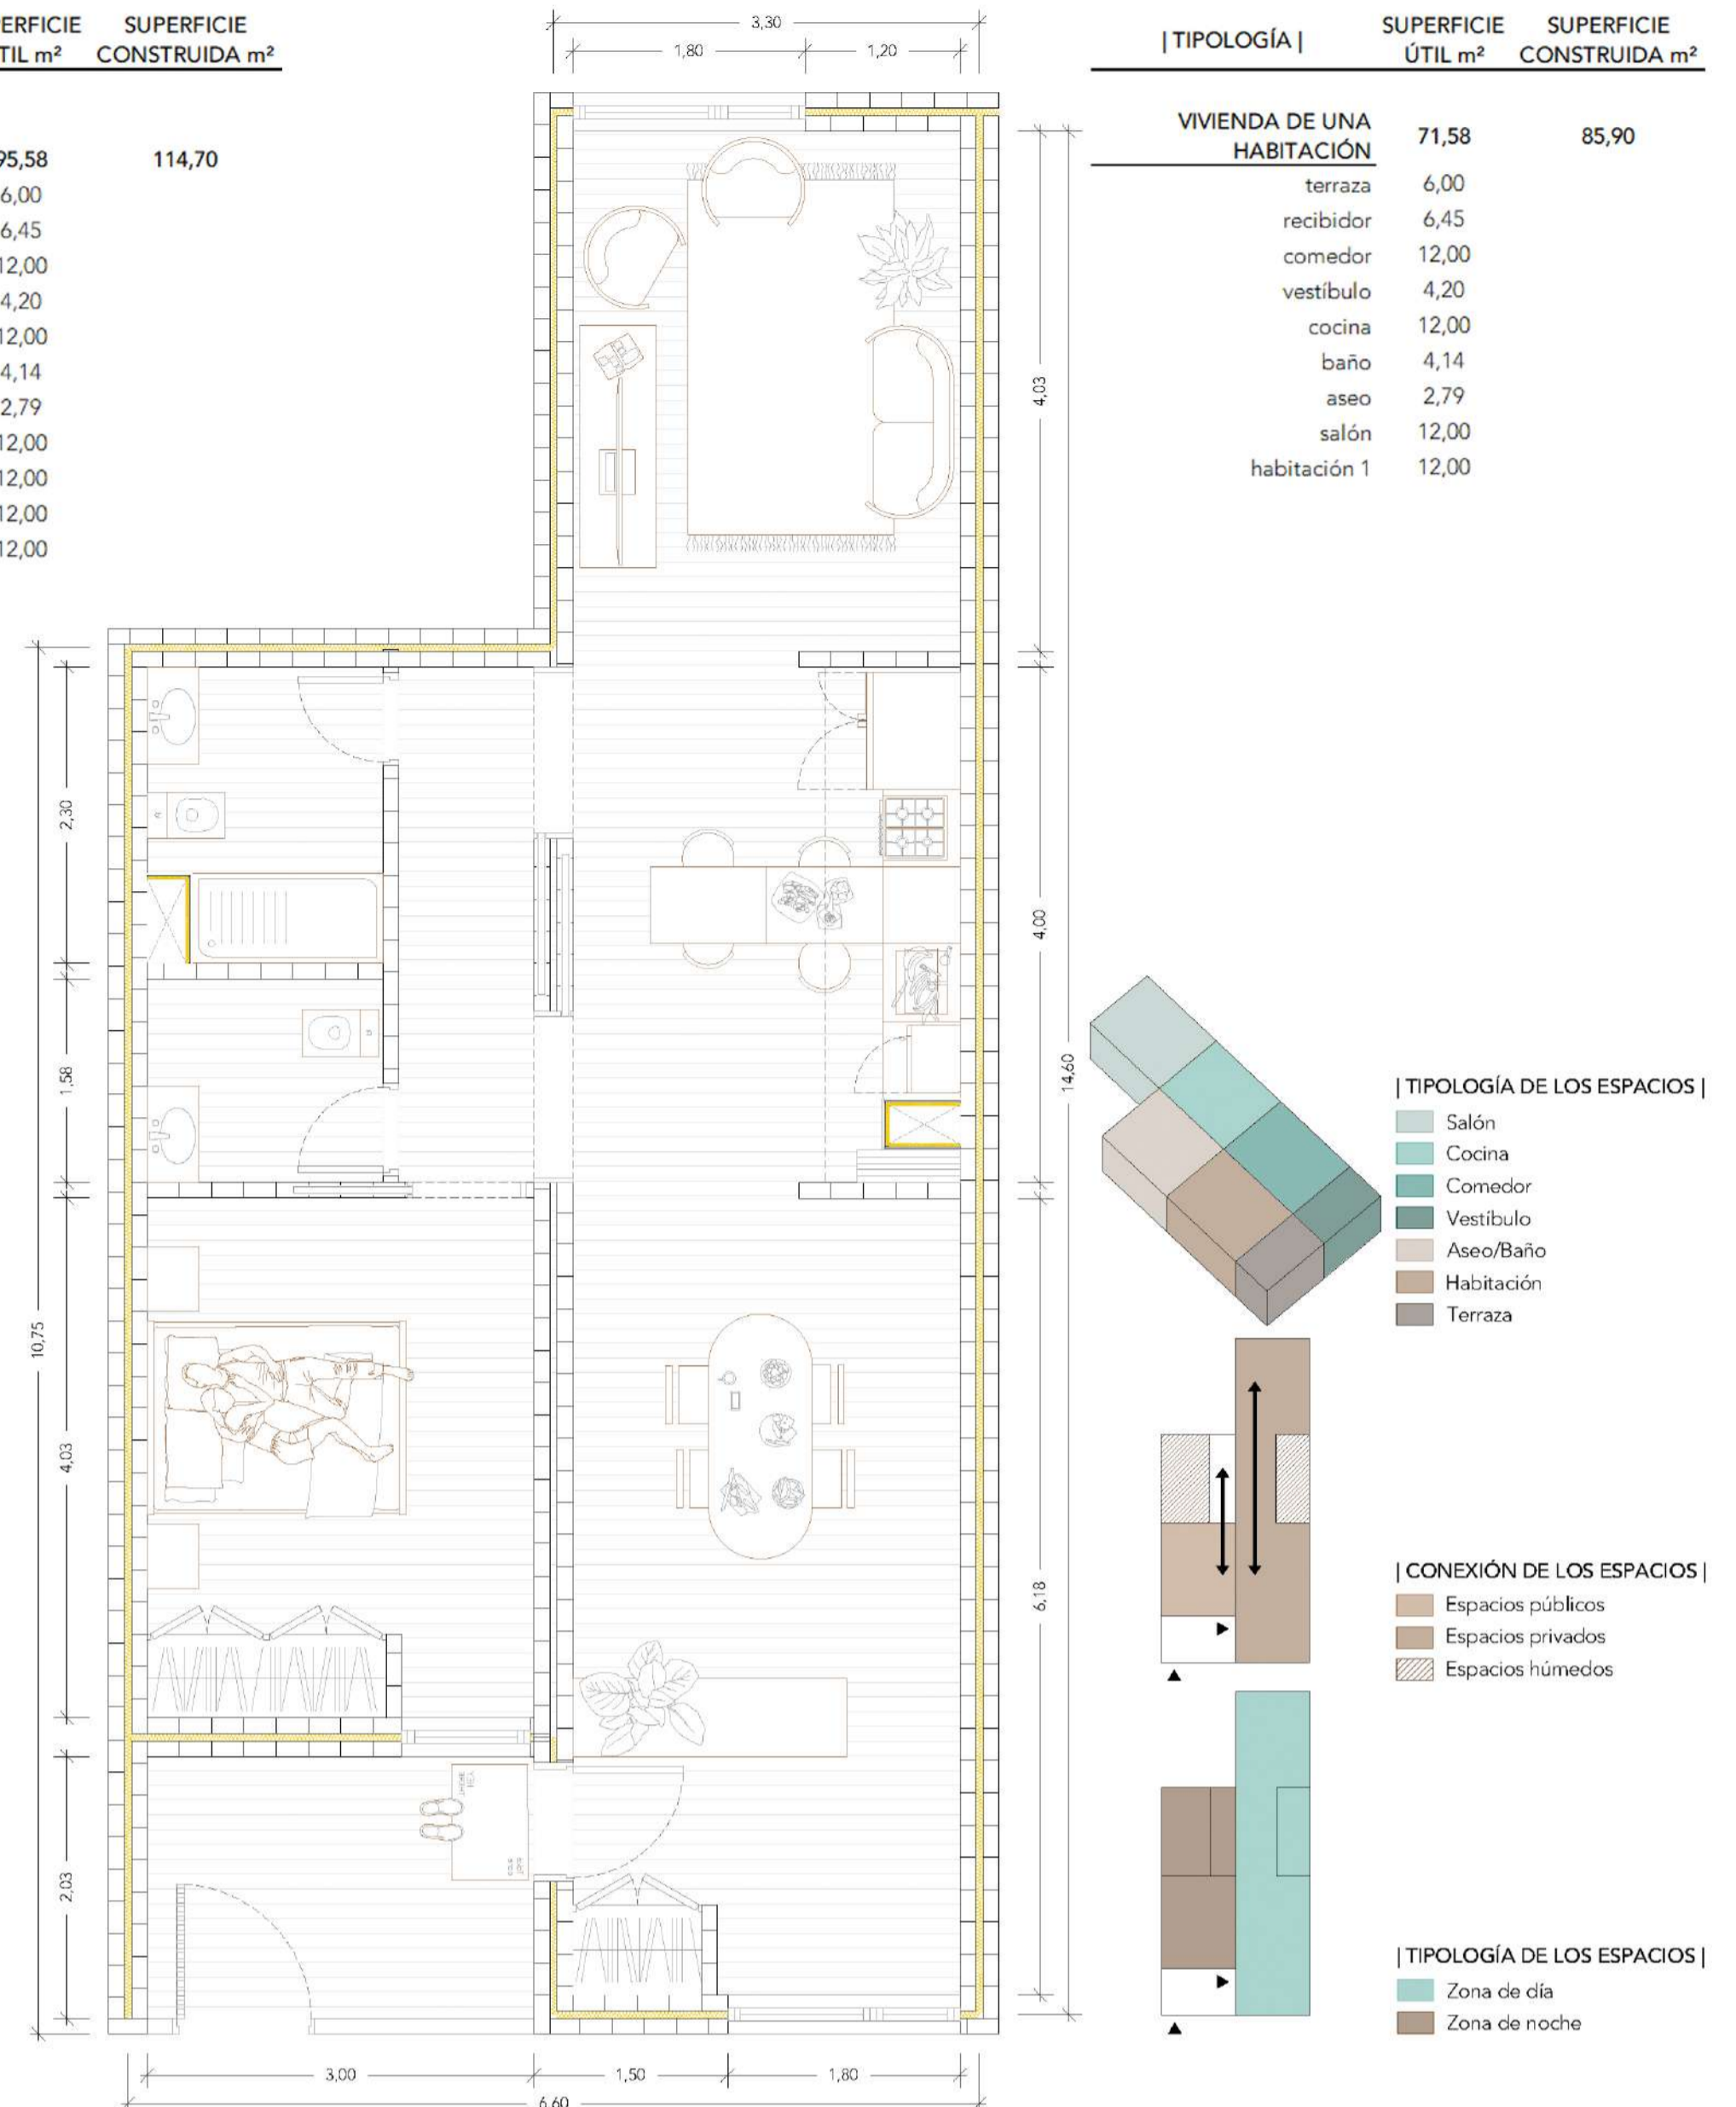 ERFICIE SUPERFICIE
TIL m² CONSTRUIDA m²
95,58 114,70
6,00
6,45
12,00
4,20
12,00
4,14
2,79
12,00
12,00
12,00
12,00
3,30
1,80 1,20
| TIPOLOGÍA | SUPERFICIE SUPERFICIE
ÚTIL m² CONSTRUIDA m²
VIVIENDA DE UNA
HABITACIÓN 71,58 85,90
terraza 6,00
recibidor 6,45
comedor 12,00
vestíbulo 4,20
cocina 12,00
baño 4,14
aseo 2,79
salón 12,00
habitación 1 12,00
4,03
4,00
14,60
6,18
2,30
1,58
10,75
4,03
2,03
3,00 1,50 1,80
6,60
| TIPOLOGÍA DE LOS ESPACIOS |
Salón
Cocina
Comedor
Vestíbulo
Aseo/Baño
Habitación
Terraza
| CONEXIÓN DE LOS ESPACIOS |
Espacios públicos
Espacios privados
Espacios húmedos
| TIPOLOGÍA DE LOS ESPACIOS |
Zona de día
Zona de noche